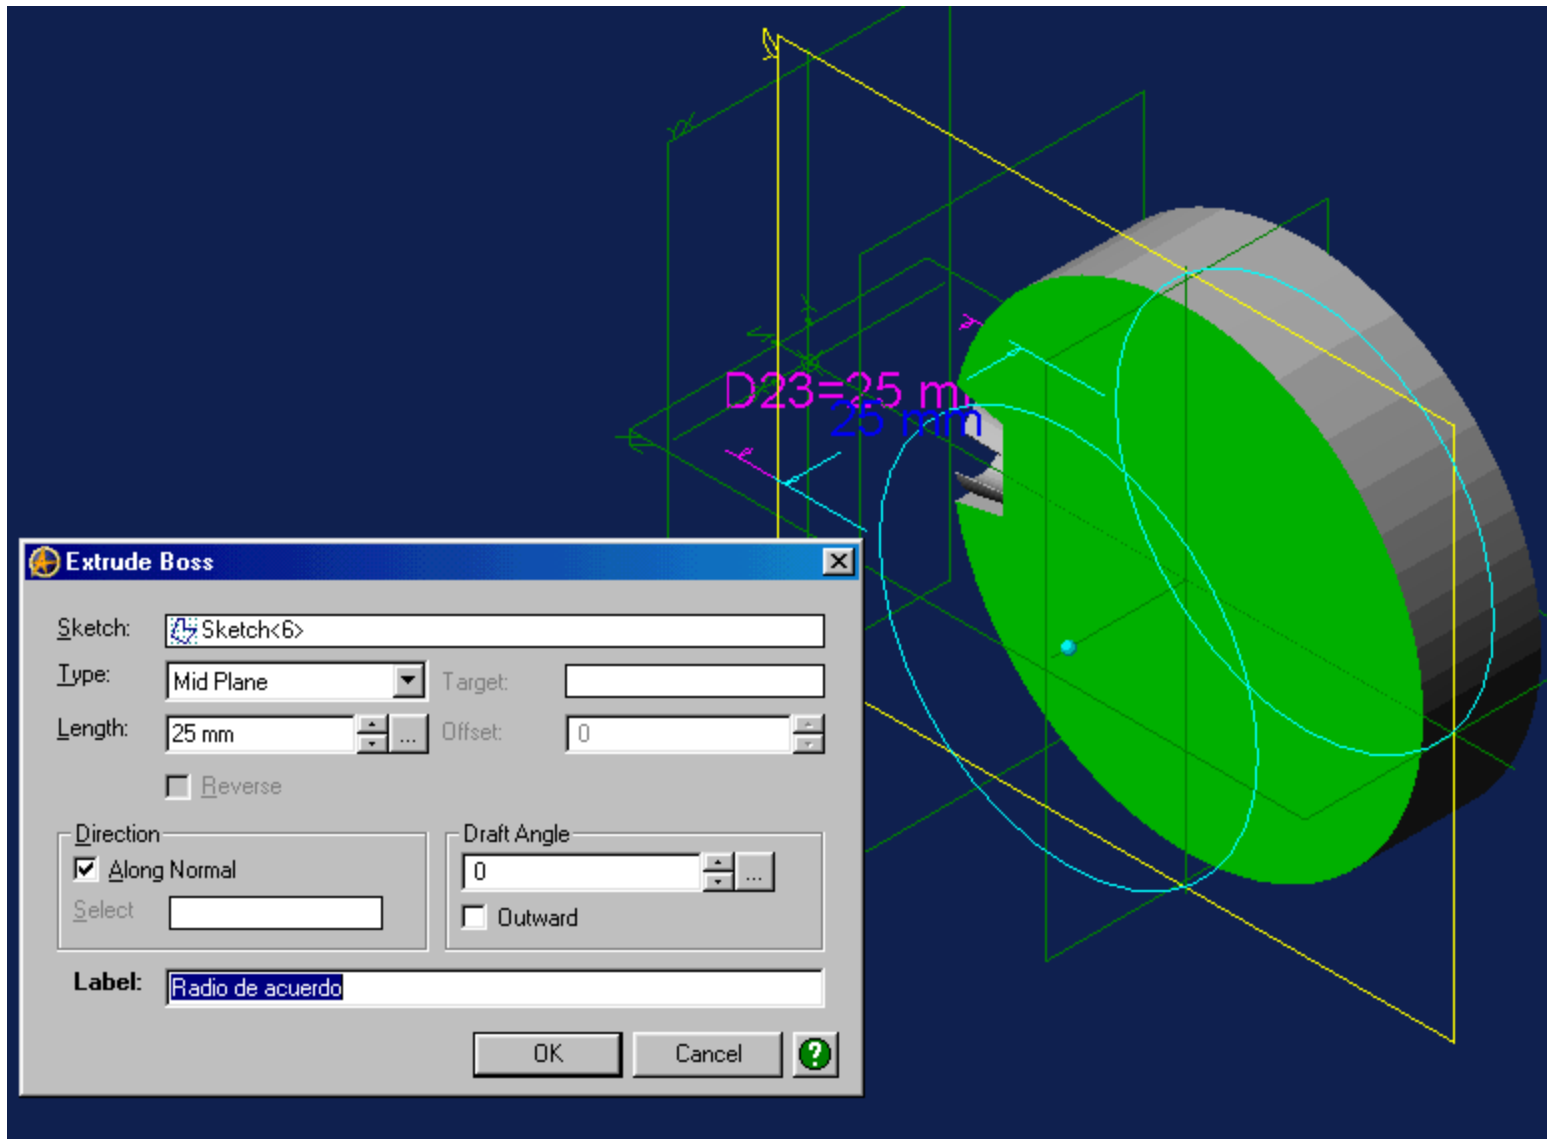 D23=25 m
25 mm
Extrude Boss
Sketch: Sketch<6>
Type: Mid Plane Target:
Length: 25 mm ... Offset: 0
Reverse
Direction Draft Angle
Along Normal 0 ...
Select Outward
Label: Radio de acuerdo
OK Cancel ?